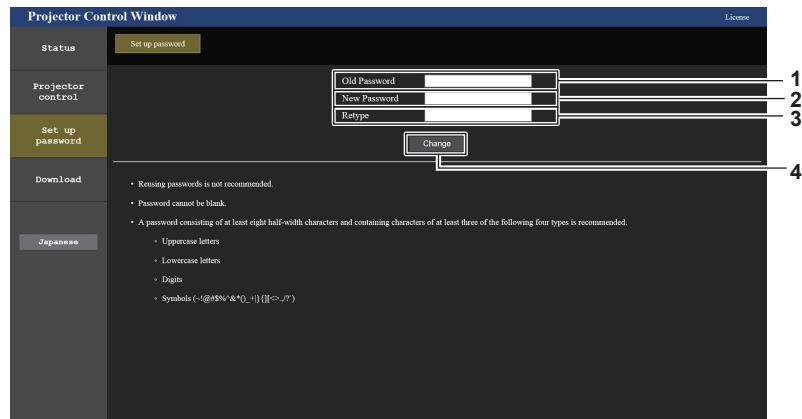 Projector Control Window
License
Status
Set up password
Projector
control
Set up
password
Download
Japanese
Old Password
1
New Password
2
Retype
3
Change
4
• Reusing passwords is not recommended.
• Password cannot be blank.
• A password consisting of at least eight half-width characters and containing characters of at least three of the following four types is recommended.
◦ Uppercase letters
◦ Lowercase letters
◦ Digits
◦ Symbols (~!@#$%^&*()_+|}{][<>.,/?`)